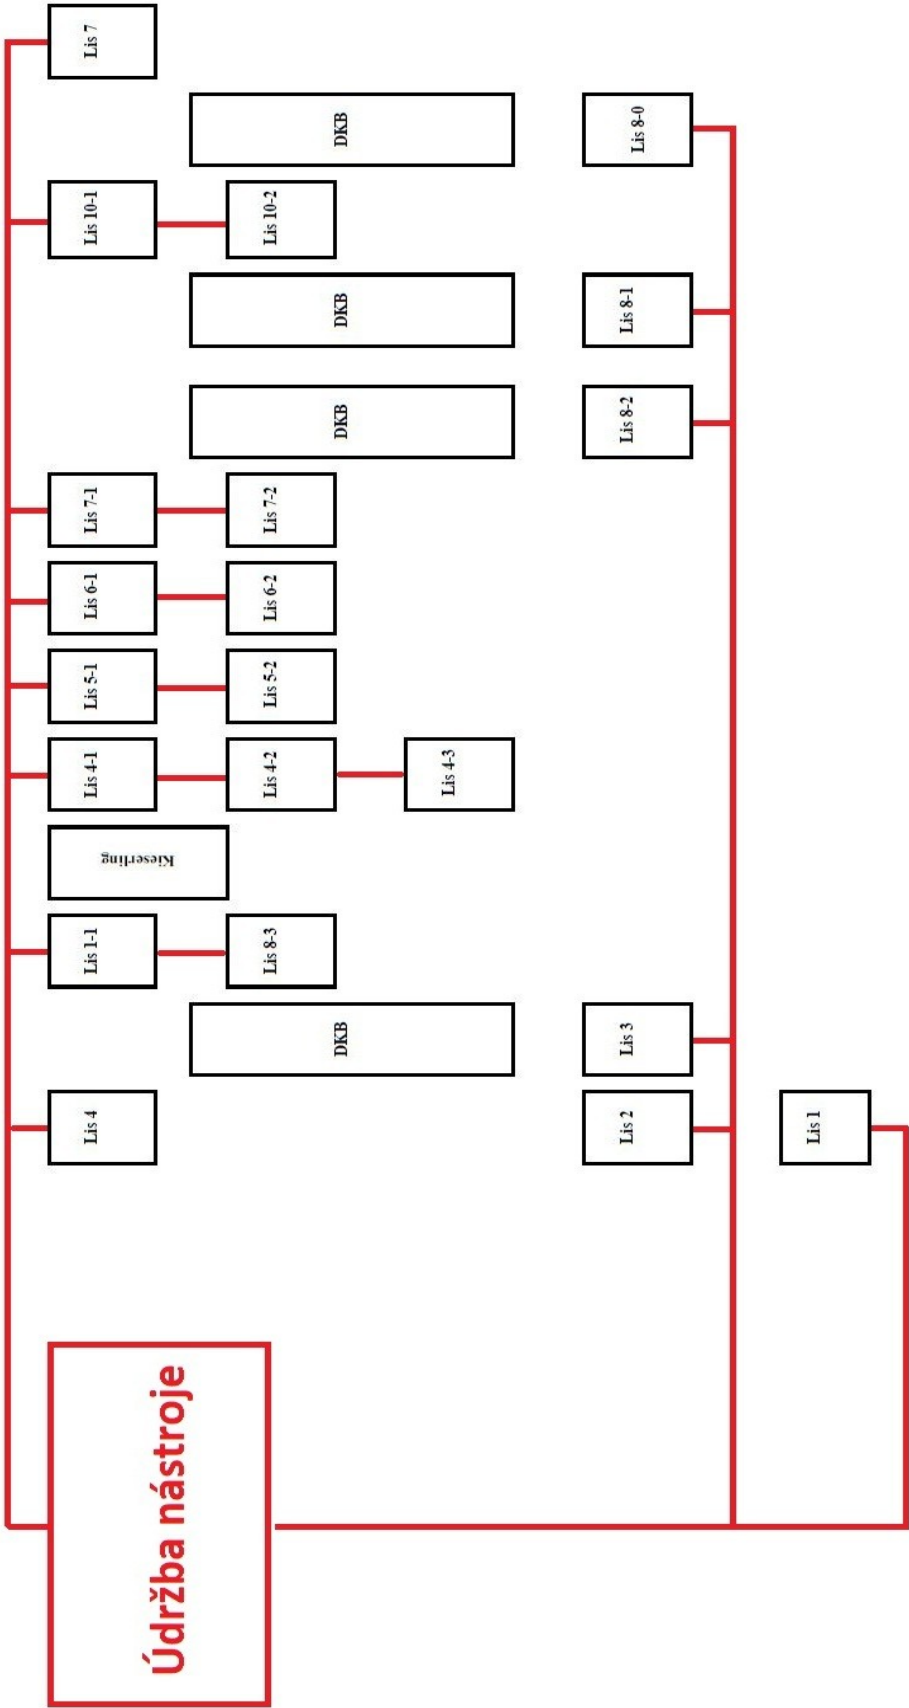 Lis 7
DKB
Lis 8-0
Lis 10-1
Lis 10-2
DKB
Lis 8-1
DKB
Lis 8-2
Lis 7-1
Lis 7-2
Lis 6-1
Lis 6-2
Lis 5-1
Lis 5-2
Lis 4-1
Lis 4-2
Lis 4-3
Kieserling
Lis 1-1
Lis 8-3
DKB
Lis 3
Lis 4
Lis 2
Lis 1
Údržba nástroje